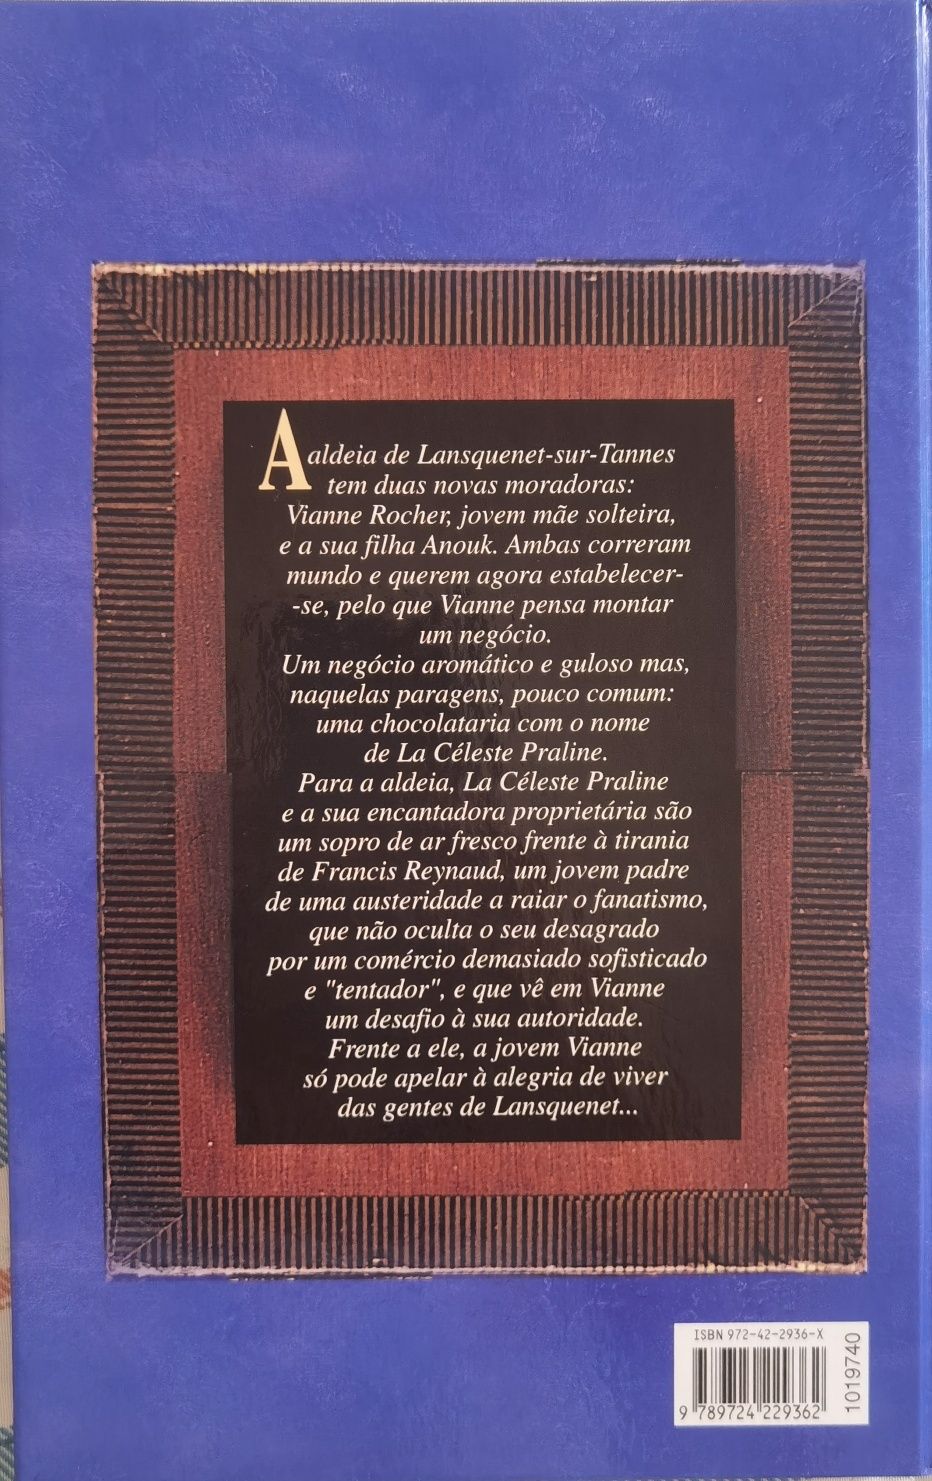 A aldeia de Lansquenet-sur-Tannes
tem duas novas moradoras:
Vianne Rocher, jovem mãe solteira,
e a sua filha Anouk. Ambas correram
mundo e querem agora estabelecer-
-se, pelo que Vianne pensa montar
um negócio.
Um negócio aromático e guloso mas,
naquelas paragens, pouco comum:
uma chocolataria com o nome
de La Céleste Praline.
Para a aldeia, La Céleste Praline
e a sua encantadora proprietária são
um sopro de ar fresco frente à tirania
de Francis Reynaud, um jovem padre
de uma austeridade a raiar o fanatismo,
que não oculta o seu desagrado
por um comércio demasiado sofisticado
e "tentador", e que vê em Vianne
um desafio à sua autoridade.
Frente a ele, a jovem Vianne
só pode apelar à alegria de viver
das gentes de Lansquenet...
ISBN 972-42-2936-X
9 789724 229362
1019740